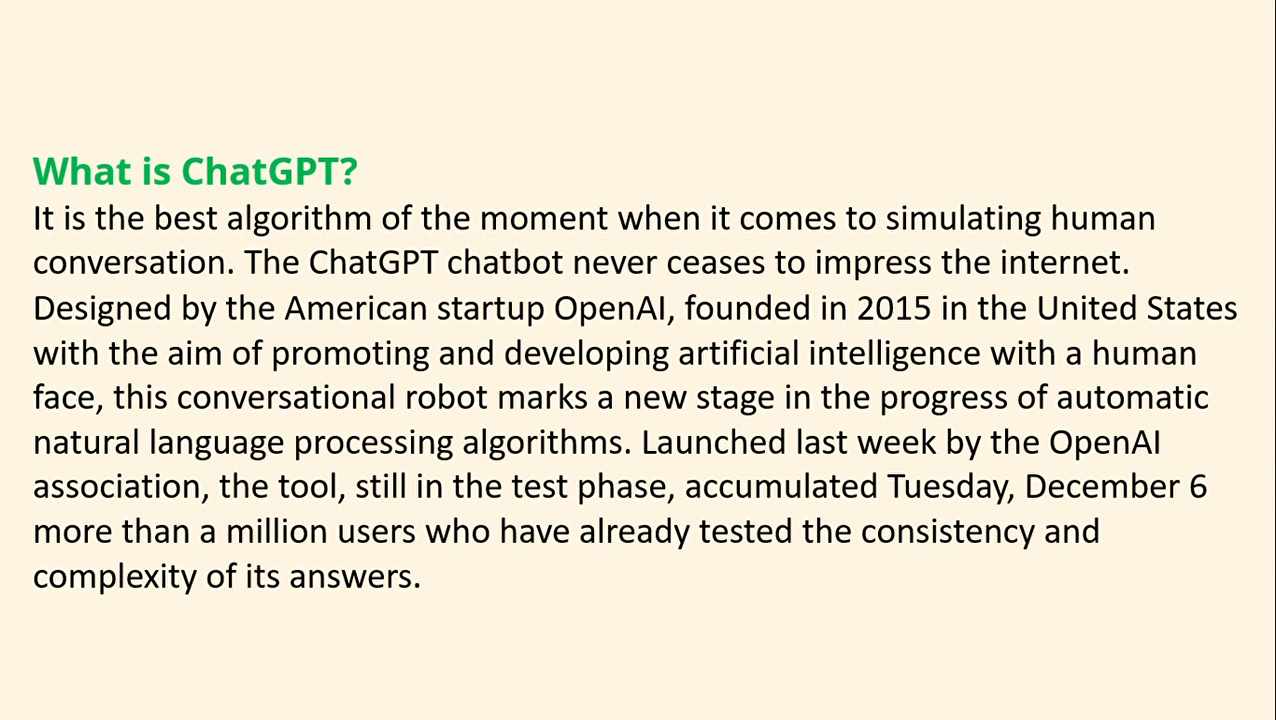 What is ChatGPT?
It is the best algorithm of the moment when it comes to simulating human
conversation. The ChatGPT chatbot never ceases to impress the internet.
Designed by the American startup OpenAI, founded in 2015 in the United States
with the aim of promoting and developing artificial intelligence with a human
face, this conversational robot marks a new stage in the progress of automatic
natural language processing algorithms. Launched last week by the OpenAI
association, the tool, still in the test phase, accumulated Tuesday, December 6
more than a million users who have already tested the consistency and
complexity of its answers.